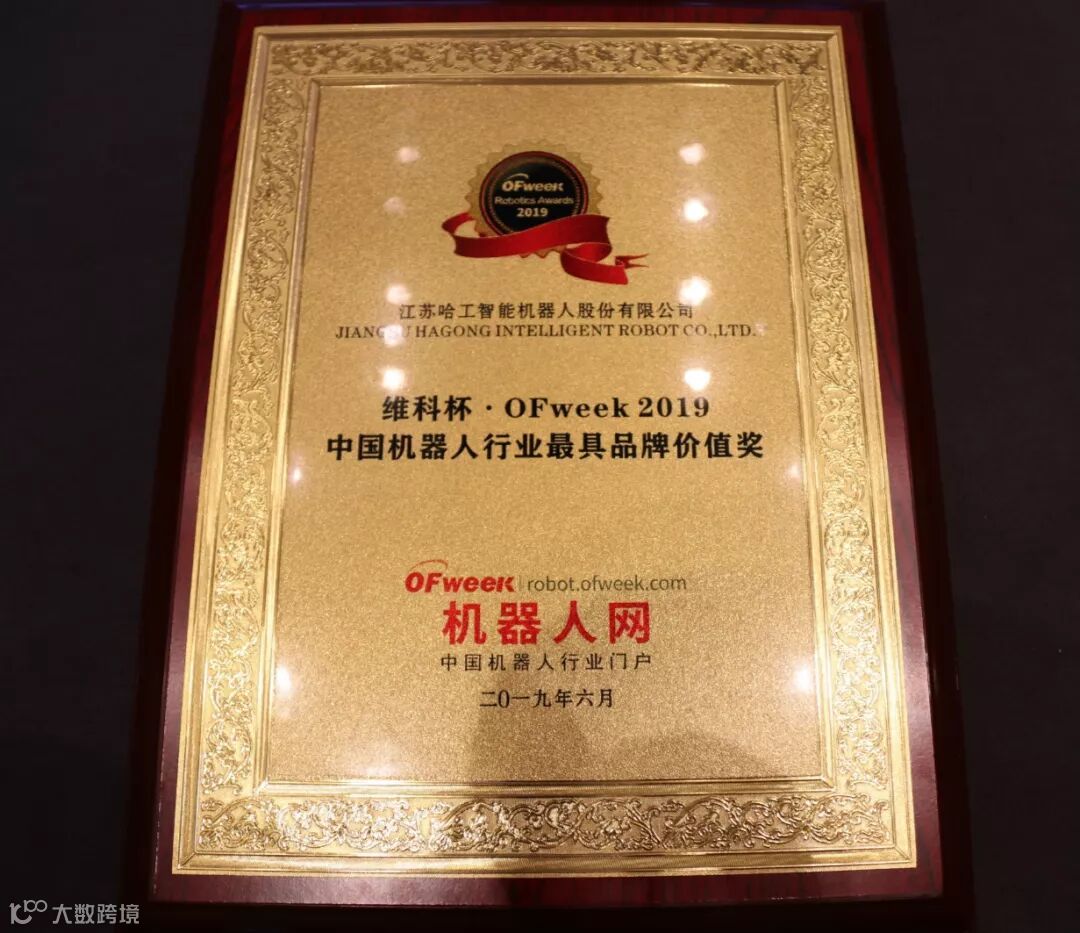 OFweek
Robotics Awards
2019
江苏哈工智能机器人股份有限公司
HAGONG INTELLIGENT ROBOT CO.,LTD.
维科杯·OFweek 2019
中国机器人行业最具品牌价值奖
OFweek robot.ofweek.com
机器人网
中国机器人行业门户
二0一九年六月
大数跨境